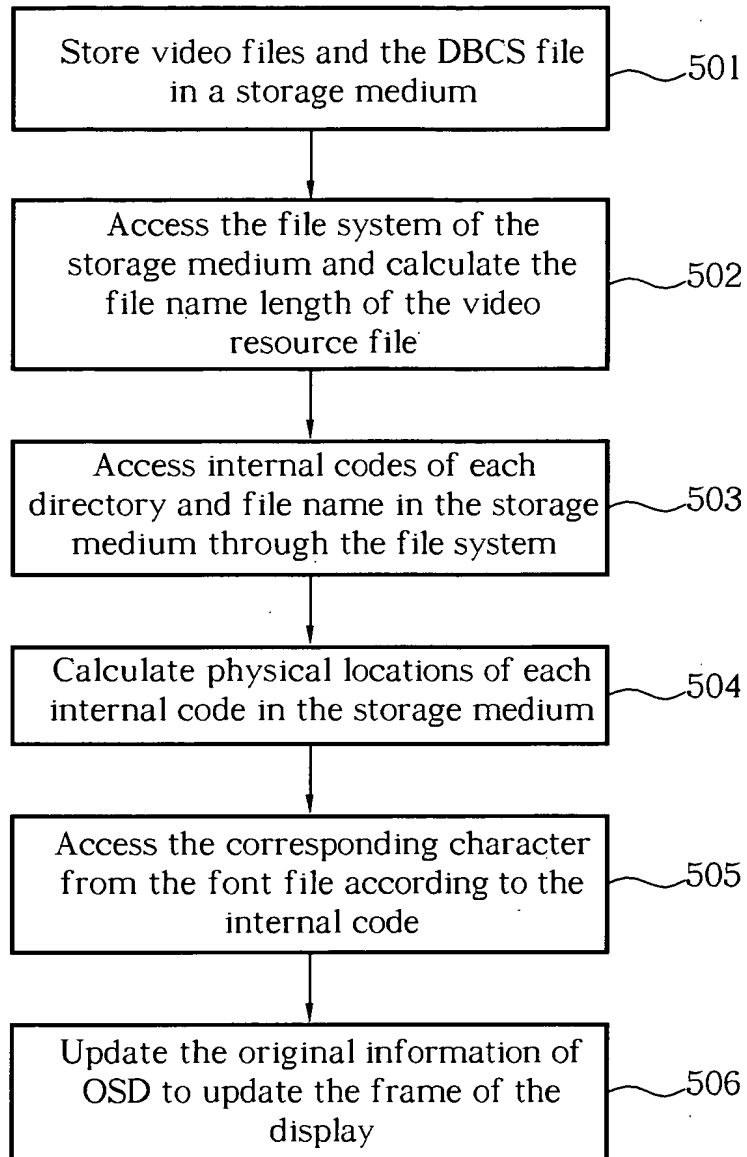 Store video files and the DBCS file
in a storage medium
501
Access the file system of the
storage medium and calculate the
file name length of the video
resource file
502
Access internal codes of each
directory and file name in the storage
medium through the file system
503
Calculate physical locations of each
internal code in the storage medium
504
Access the corresponding character
from the font file according to the
internal code
505
Update the original information of
OSD to update the frame of the
display
506